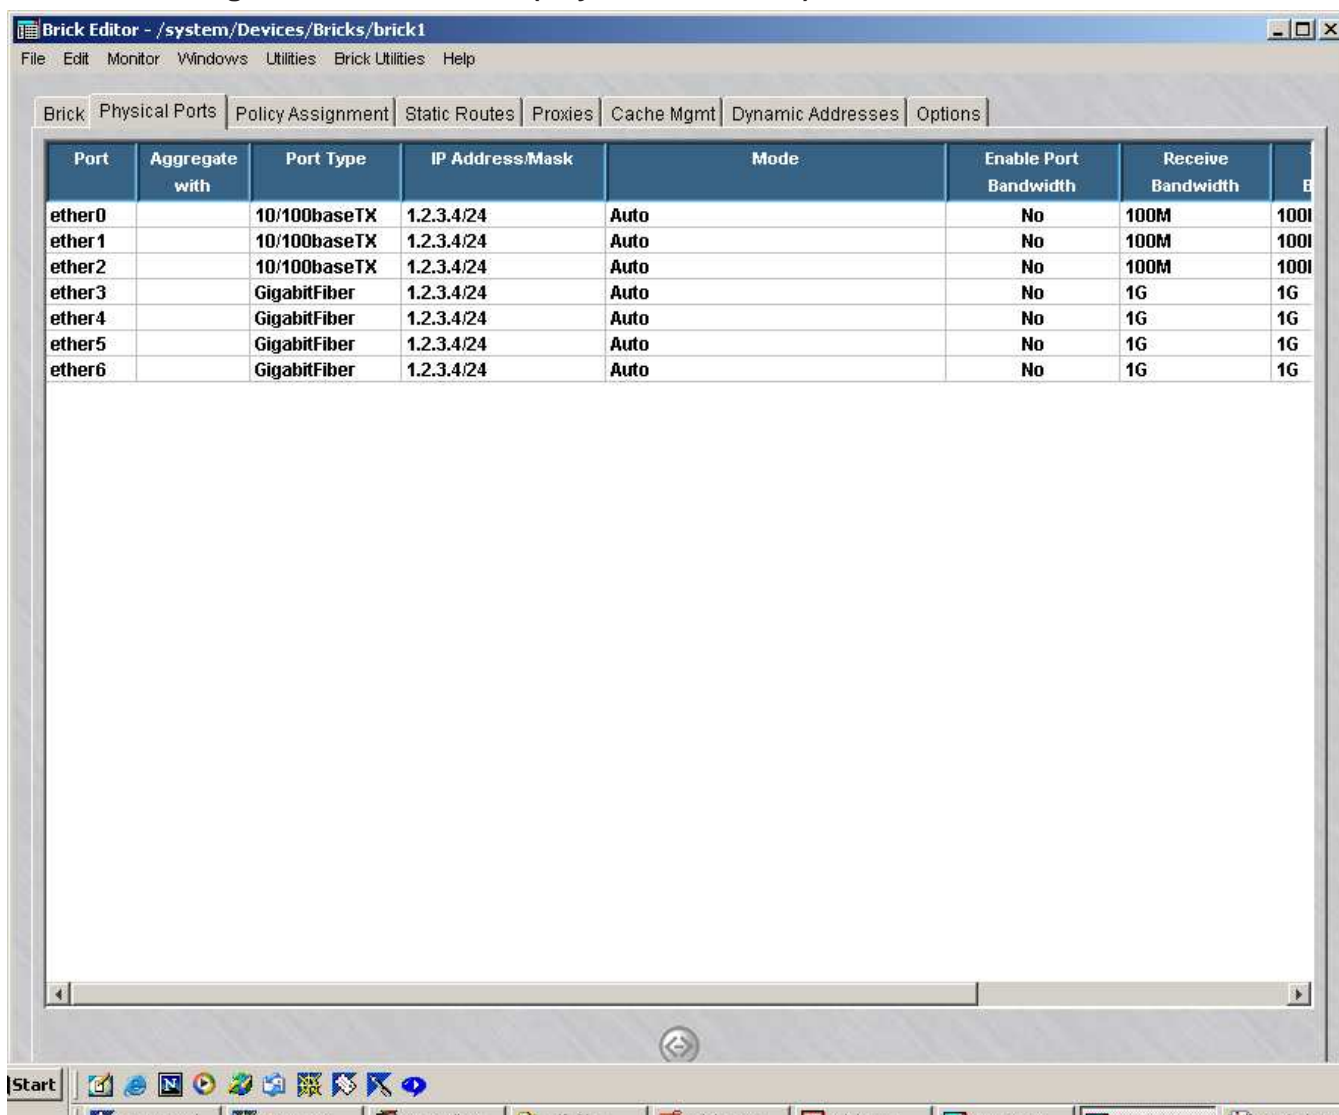 Brick Editor - /system/Devices/Bricks/brick1
File Edit Monitor Windows Utilities Brick Utilities Help
Brick Physical Ports Policy Assignment Static Routes Proxies Cache Mgmt Dynamic Addresses Options
Port Aggregate with Port Type IP Address/Mask Mode Enable Port Bandwidth Receive Bandwidth
ether0 10/100baseTX 1.2.3.4/24 Auto No 100M
ether1 10/100baseTX 1.2.3.4/24 Auto No 100M
ether2 10/100baseTX 1.2.3.4/24 Auto No 100M
ether3 GigabitFiber 1.2.3.4/24 Auto No 1G 1G
ether4 GigabitFiber 1.2.3.4/24 Auto No 1G 1G
ether5 GigabitFiber 1.2.3.4/24 Auto No 1G 1G
ether6 GigabitFiber 1.2.3.4/24 Auto No 1G 1G
Start